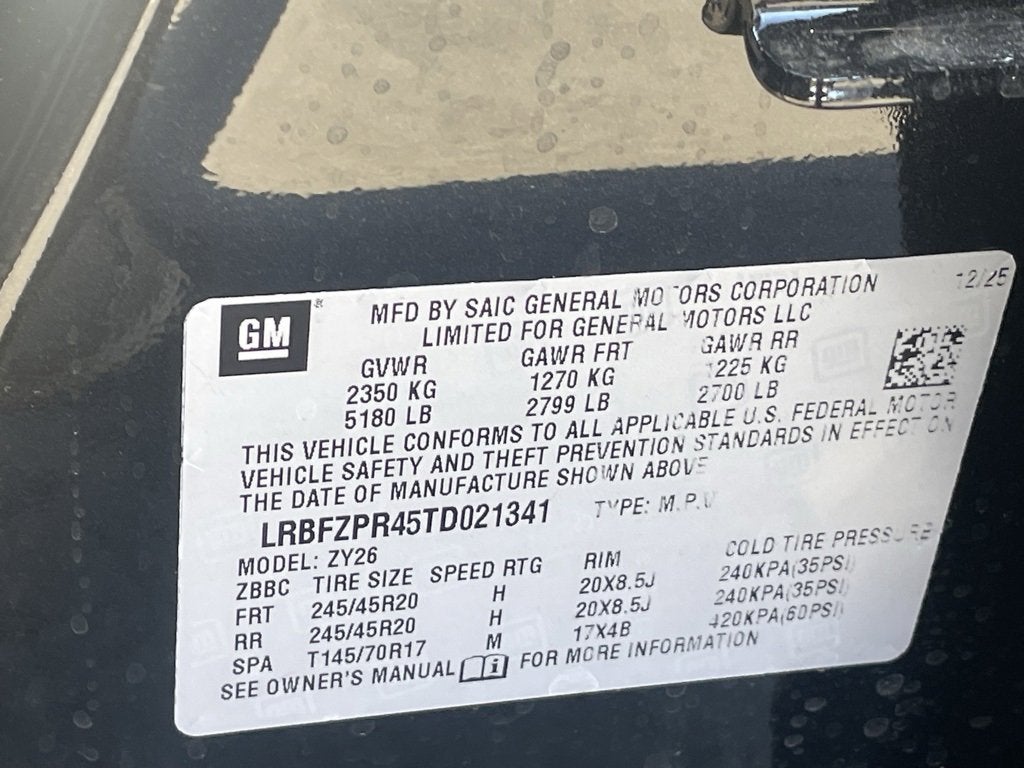 12/25
GM ®
MFD BY SAIC GENERAL MOTORS CORPORATION
LIMITED FOR GENERAL MOTORS LLC
GVWR GAWR FRT GAWR RR
2350 KG 1270 KG 1225 KG
5180 LB 2799 LB 2700 LB
THIS VEHICLE CONFORMS TO ALL APPLICABLE U.S. FEDERAL MOTOR
VEHICLE SAFETY AND THEFT PREVENTION STANDARDS IN EFFECT ON
THE DATE OF MANUFACTURE SHOWN ABOVE
LRBFZPR45TD021341 TYPE: M.P.V
MODEL: ZY26
ZBBC TIRE SIZE SPEED RTG RIM COLD TIRE PRESSURE
FRT 245/45R20 H 20X8.5J 240KPA(35PSI)
RR 245/45R20 H 20X8.5J 240KPA(35PSI)
SPA T145/70R17 M 17X4B 420KPA(60PSI)
SEE OWNER'S MANUAL i FOR MORE INFORMATION